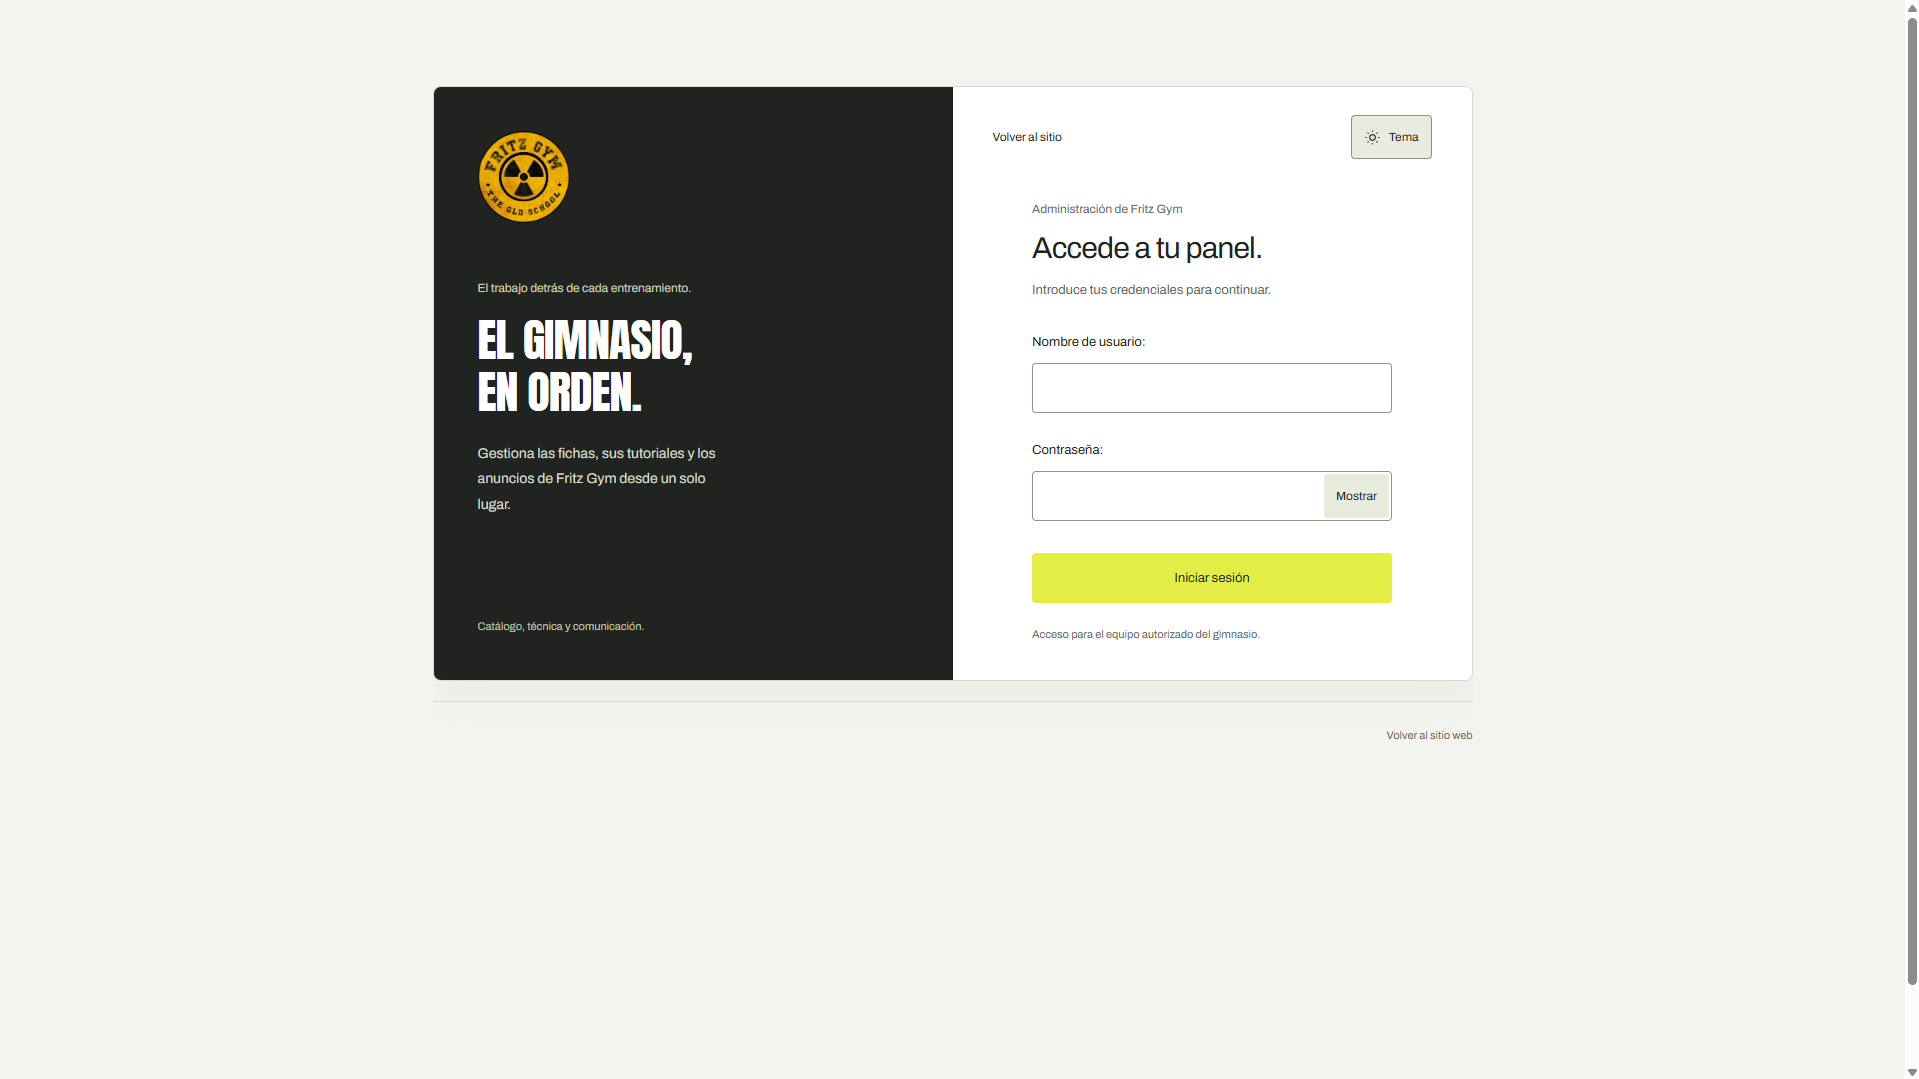 FRITZ GYM
THE OLD SCHOOL
El trabajo detrás de cada entrenamiento.
EL GIMNASIO,
EN ORDEN.
Gestiona las fichas, sus tutoriales y los
anuncios de Fritz Gym desde un solo
lugar.
Catálogo, técnica y comunicación.
Volver al sitio
Tema
Administración de Fritz Gym
Accede a tu panel.
Introduce tus credenciales para continuar.
Nombre de usuario:
Contraseña:
Mostrar
Iniciar sesión
Acceso para el equipo autorizado del gimnasio.
Volver al sitio web